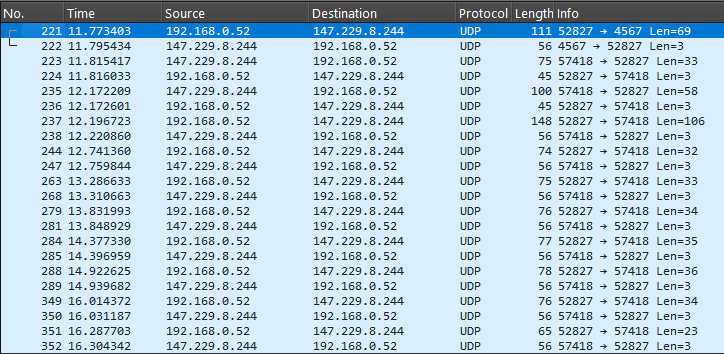 No. Time Source Destination Protocol Length Info
221 11.773403 192.168.0.52 147.229.8.244 UDP 111 52827 → 4567 Len=69
222 11.795434 147.229.8.244 192.168.0.52 UDP 56 4567 → 52827 Len=3
223 11.815417 147.229.8.244 192.168.0.52 UDP 75 57418 → 52827 Len=33
224 11.816033 192.168.0.52 147.229.8.244 UDP 45 52827 → 57418 Len=3
235 12.172209 192.168.0.52 147.229.8.244 UDP 100 52827 → 57418 Len=58
236 12.172601 192.168.0.52 147.229.8.244 UDP 45 52827 → 57418 Len=3
237 12.196723 192.168.0.52 147.229.8.244 UDP 148 52827 → 57418 Len=106
238 12.220860 147.229.8.244 192.168.0.52 UDP 56 57418 → 52827 Len=3
244 12.741360 192.168.0.52 147.229.8.244 UDP 74 52827 → 57418 Len=32
247 12.759844 147.229.8.244 192.168.0.52 UDP 56 57418 → 52827 Len=3
263 13.286633 192.168.0.52 147.229.8.244 UDP 75 52827 → 57418 Len=33
268 13.310663 147.229.8.244 192.168.0.52 UDP 56 57418 → 52827 Len=3
279 13.831993 192.168.0.52 147.229.8.244 UDP 76 52827 → 57418 Len=34
281 13.848929 147.229.8.244 192.168.0.52 UDP 56 57418 → 52827 Len=3
284 14.377330 192.168.0.52 147.229.8.244 UDP 77 52827 → 57418 Len=35
285 14.396959 147.229.8.244 192.168.0.52 UDP 56 57418 → 52827 Len=3
288 14.922625 192.168.0.52 147.229.8.244 UDP 78 52827 → 57418 Len=36
289 14.939682 147.229.8.244 192.168.0.52 UDP 56 57418 → 52827 Len=3
349 16.014372 192.168.0.52 147.229.8.244 UDP 76 52827 → 57418 Len=34
350 16.031187 147.229.8.244 192.168.0.52 UDP 56 57418 → 52827 Len=3
351 16.287703 192.168.0.52 147.229.8.244 UDP 65 52827 → 57418 Len=23
352 16.304342 147.229.8.244 192.168.0.52 UDP 56 57418 → 52827 Len=3